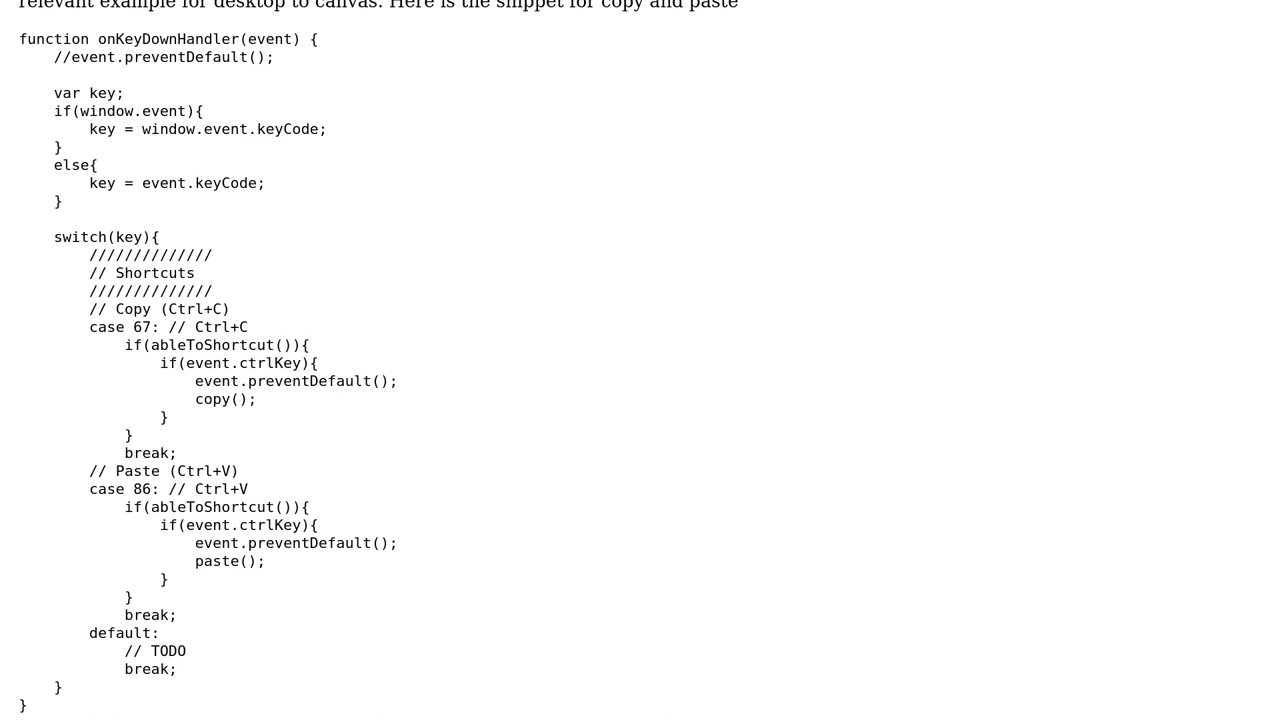 relevant example for desktop to canvas. Here is the snippet for copy and paste
function onKeyDownHandler(event) {
    //event.preventDefault();

    var key;
    if(window.event){
        key = window.event.keyCode;
    }
    else{
        key = event.keyCode;
    }

    switch(key){
        //////////////
        // Shortcuts
        //////////////
        // Copy (Ctrl+C)
        case 67: // Ctrl+C
            if(ableToShortcut()){
                if(event.ctrlKey){
                    event.preventDefault();
                    copy();
                }
            }
            break;
        // Paste (Ctrl+V)
        case 86: // Ctrl+V
            if(ableToShortcut()){
                if(event.ctrlKey){
                    event.preventDefault();
                    paste();
                }
            }
            break;
        default:
            // TODO
            break;
    }
}